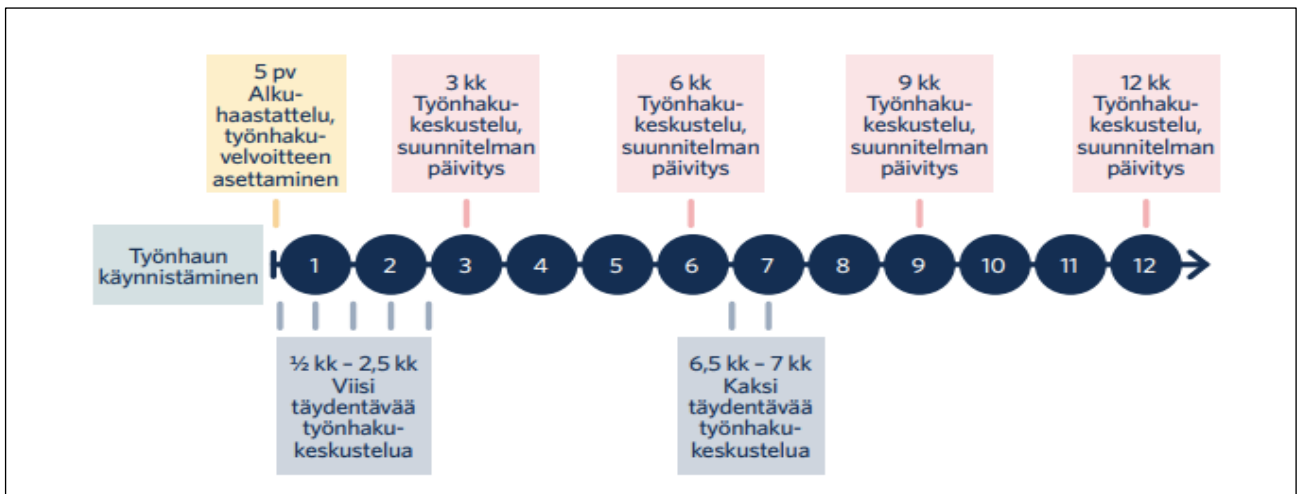 5 pv
Alku-
haastattelu,
työnhaku-
velvoitteen
asettaminen
3 kk
Työnhaku-
keskustelu,
suunnitelman
päivitys
6 kk
Työnhaku-
keskustelu,
suunnitelman
päivitys
9 kk
Työnhaku-
keskustelu,
suunnitelman
päivitys
12 kk
Työnhaku-
keskustelu,
suunnitelman
päivitys
Työnhaun
käynnistäminen
1 2 3 4 5 6 7 8 9 10 11 12
½ kk – 2,5 kk
Viisi
täydentävää
työnhaku-
keskustelua
6,5 kk – 7 kk
Kaksi
täydentävää
työnhaku-
keskustelua